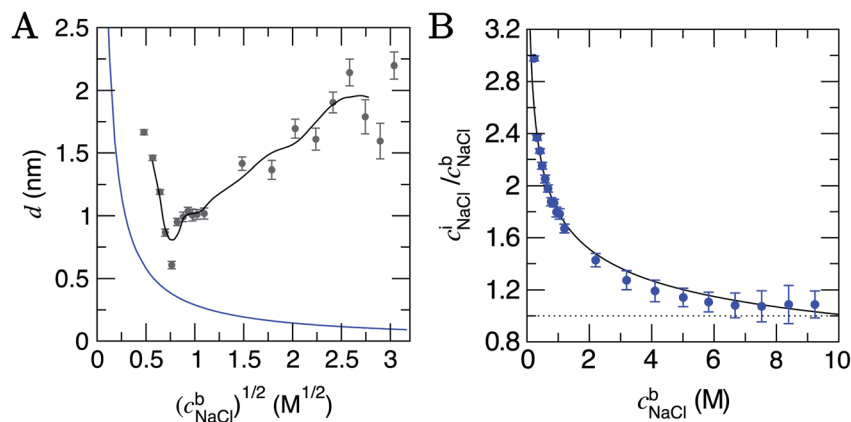 A
B
2.5
2
1.5
1
0.5
0
d (nm)
0 0.5 1 1.5 2 2.5 3
(c^b_NaCl)^1/2 (M^1/2)
3.2
2.8
2.4
2
1.6
1.2
0.8
c^i_NaCl / c^b_NaCl
0 2 4 6 8 10
c^b_NaCl (M)